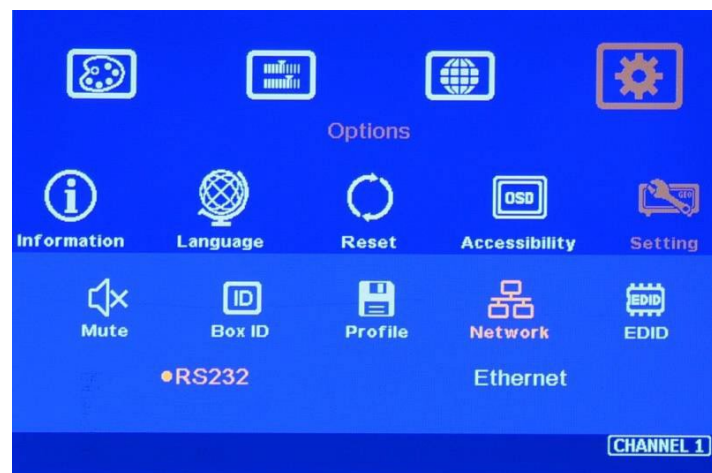 Options
OSD
GEO
Information Language Reset Accessibility Setting
ID
EDID
Mute Box ID Profile Network EDID
RS232 Ethernet
CHANNEL 1